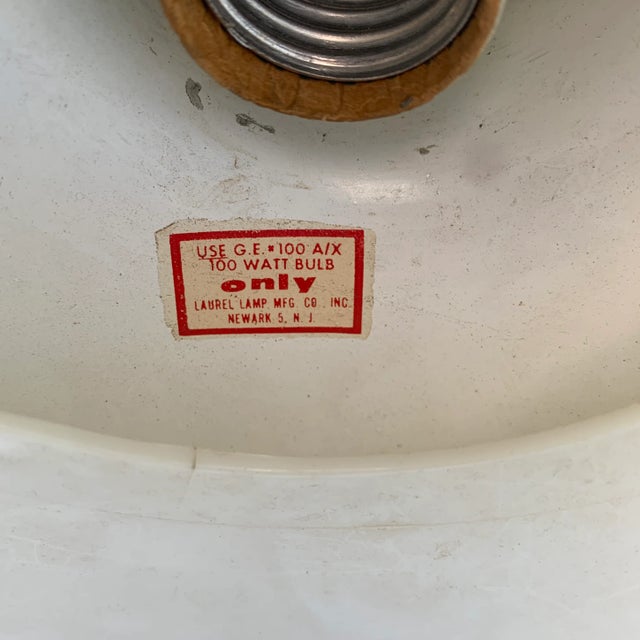 USE G.E. # 100 A/X
100 WATT BULB
only
LAUREL LAMP MFG. CO., INC.
NEWARK 5, N. J.